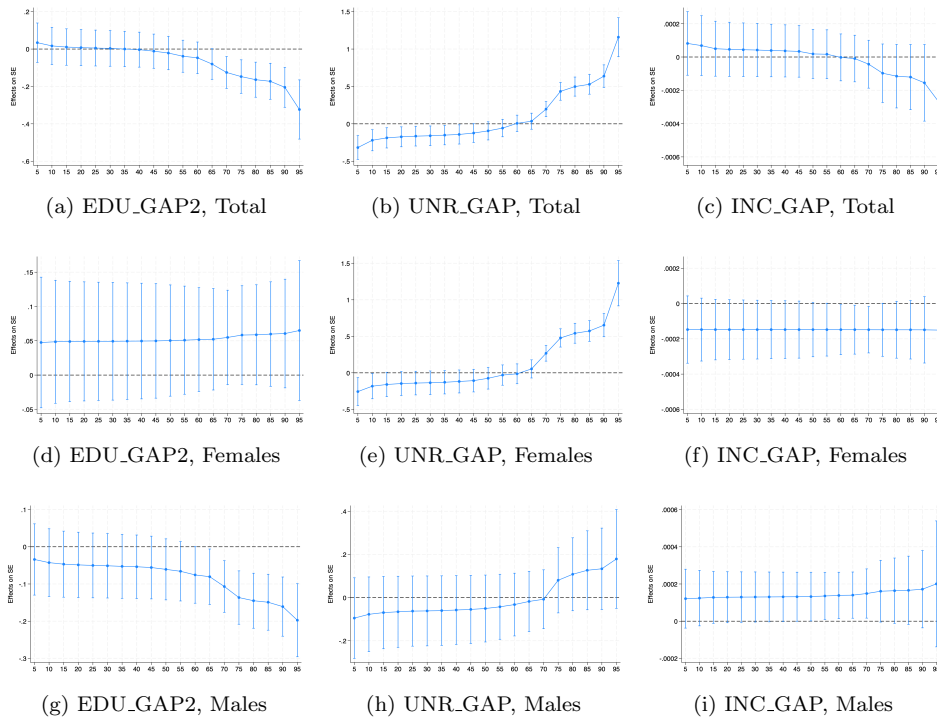 .2
0
-.2
-.4
-.6
Effects on SE
5 10 15 20 25 30 35 40 45 50 55 60 65 70 75 80 85 90 95
(a) EDU_GAP2, Total
1.5
1
.5
0
-.5
Effects on SE
5 10 15 20 25 30 35 40 45 50 55 60 65 70 75 80 85 90 95
(b) UNR_GAP, Total
.0002
0
-.0002
-.0004
-.0006
Effects on SE
5 10 15 20 25 30 35 40 45 50 55 60 65 70 75 80 85 90
(c) INC_GAP, Total
.15
.1
.05
0
.05
Effects on SE
5 10 15 20 25 30 35 40 45 50 55 60 65 70 75 80 85 90 95
(d) EDU_GAP2, Females
1.5
1
.5
0
-.5
Effects on SE
5 10 15 20 25 30 35 40 45 50 55 60 65 70 75 80 85 90 95
(e) UNR_GAP, Females
.0002
0
-.0002
-.0004
-.0006
Effects on SE
5 10 15 20 25 30 35 40 45 50 55 60 65 70 75 80 85 90
(f) INC_GAP, Females
.1
0
-.1
-.2
-.3
Effects on SE
5 10 15 20 25 30 35 40 45 50 55 60 65 70 75 80 85 90 95
(g) EDU_GAP2, Males
.4
.2
0
-.2
Effects on SE
5 10 15 20 25 30 35 40 45 50 55 60 65 70 75 80 85 90 95
(h) UNR_GAP, Males
.0006
.0004
.0002
0
-.0002
Effects on SE
5 10 15 20 25 30 35 40 45 50 55 60 65 70 75 80 85 90 95
(i) INC_GAP, Males